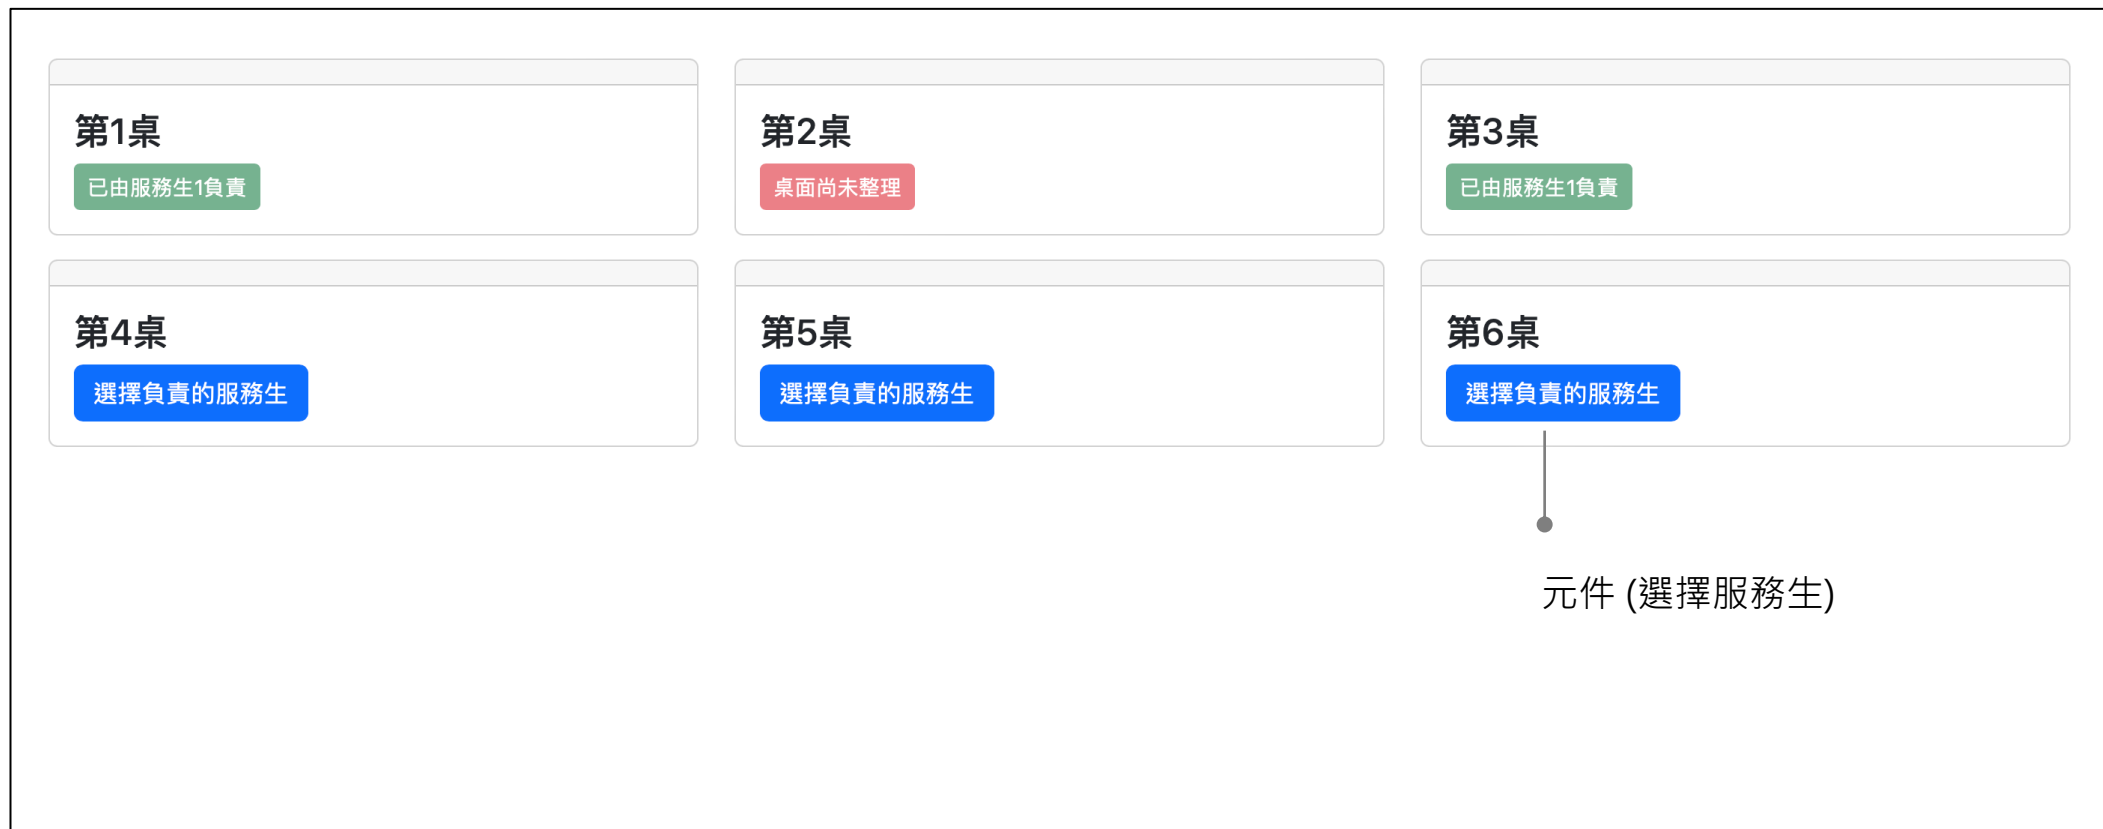 第1桌
已由服務生1負責
第2桌
桌面尚未整理
第3桌
已由服務生1負責
第4桌
選擇負責的服務生
第5桌
選擇負責的服務生
第6桌
選擇負責的服務生
元件 (選擇服務生)